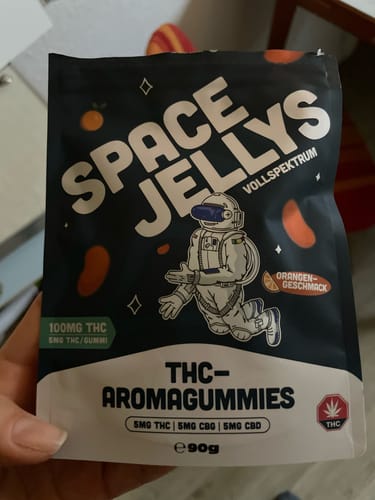 SPACE
JELLYS
VOLLSPEKTRUM
ORANGEN-
GESCHMACK
100MG THC
5MG THC/GUMMI
THC-
AROMAGUMMIES
5MG THC | 5MG CBG | 5MG CBD
THC
℮90g